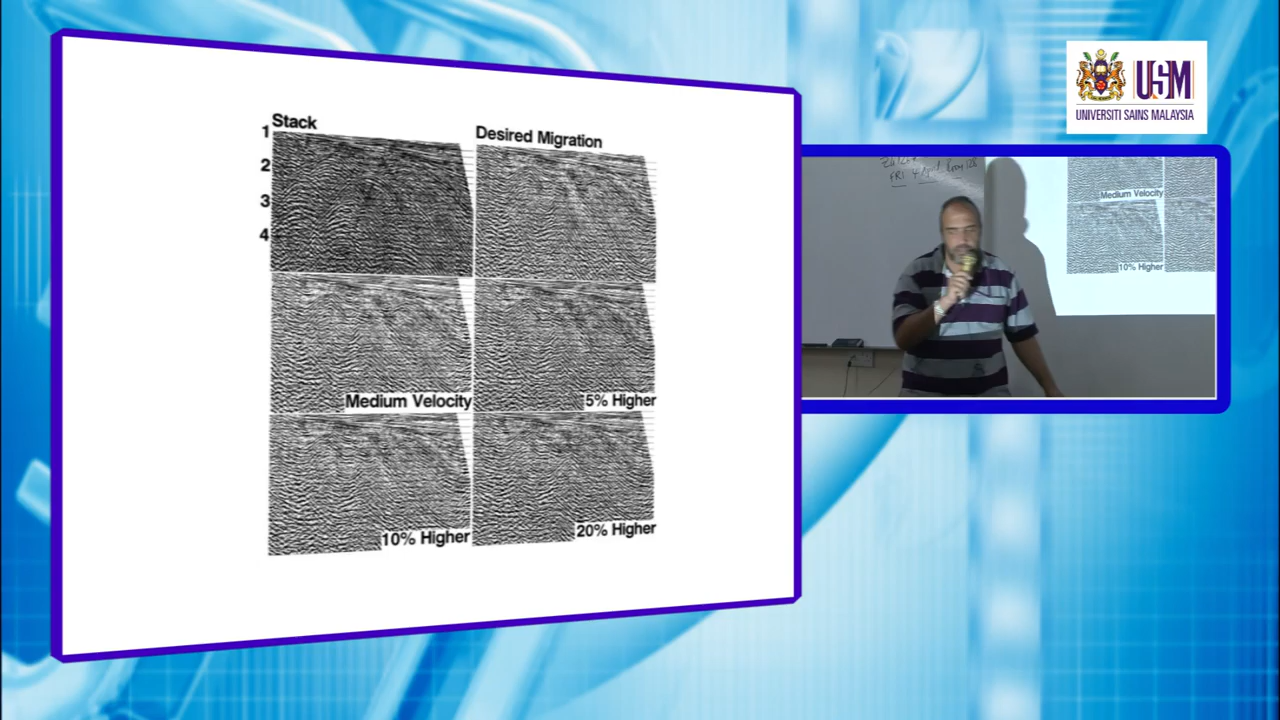 Stack
Desired Migration
1
2
3
4
Medium Velocity
5% Higher
10% Higher
20% Higher
USM
UNIVERSITI SAINS MALAYSIA
FRI
Medium Velocity
10% Higher